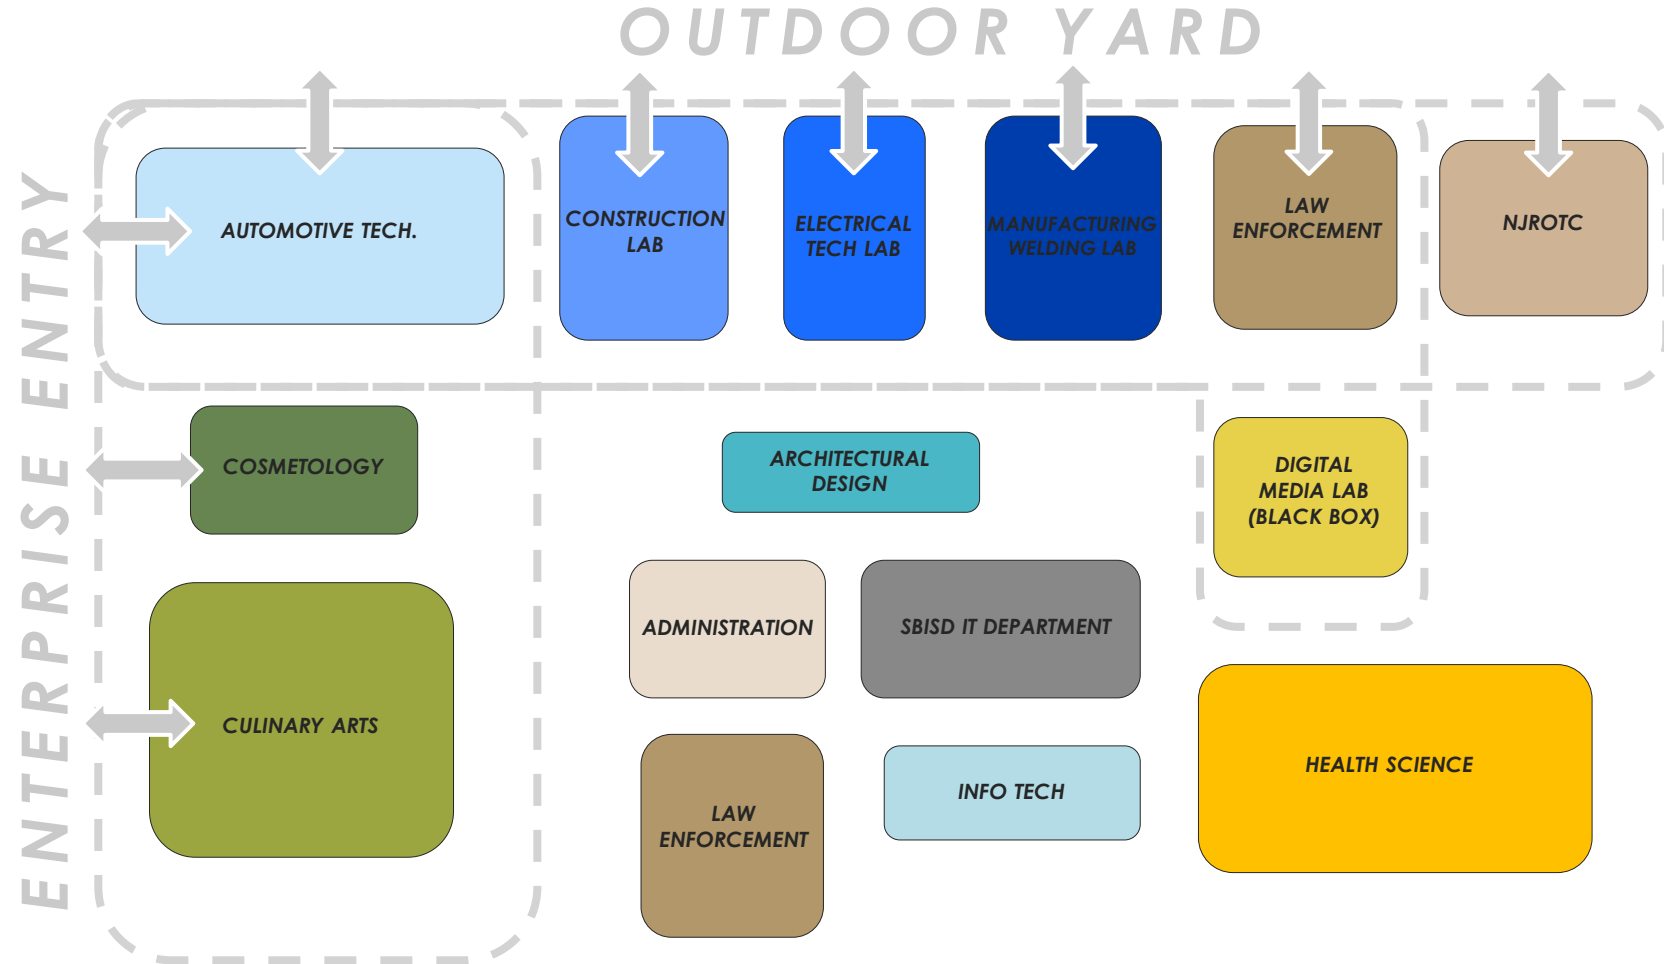 OUTDOOR YARD
ENTERPRISE ENTRY
AUTOMOTIVE TECH.
CONSTRUCTION
LAB
ELECTRICAL
TECH LAB
MANUFACTURING
WELDING LAB
LAW
ENFORCEMENT
NJROTC
COSMETOLOGY
ARCHITECTURAL
DESIGN
DIGITAL
MEDIA LAB
(BLACK BOX)
ADMINISTRATION
SBISD IT DEPARTMENT
CULINARY ARTS
LAW
ENFORCEMENT
INFO TECH
HEALTH SCIENCE